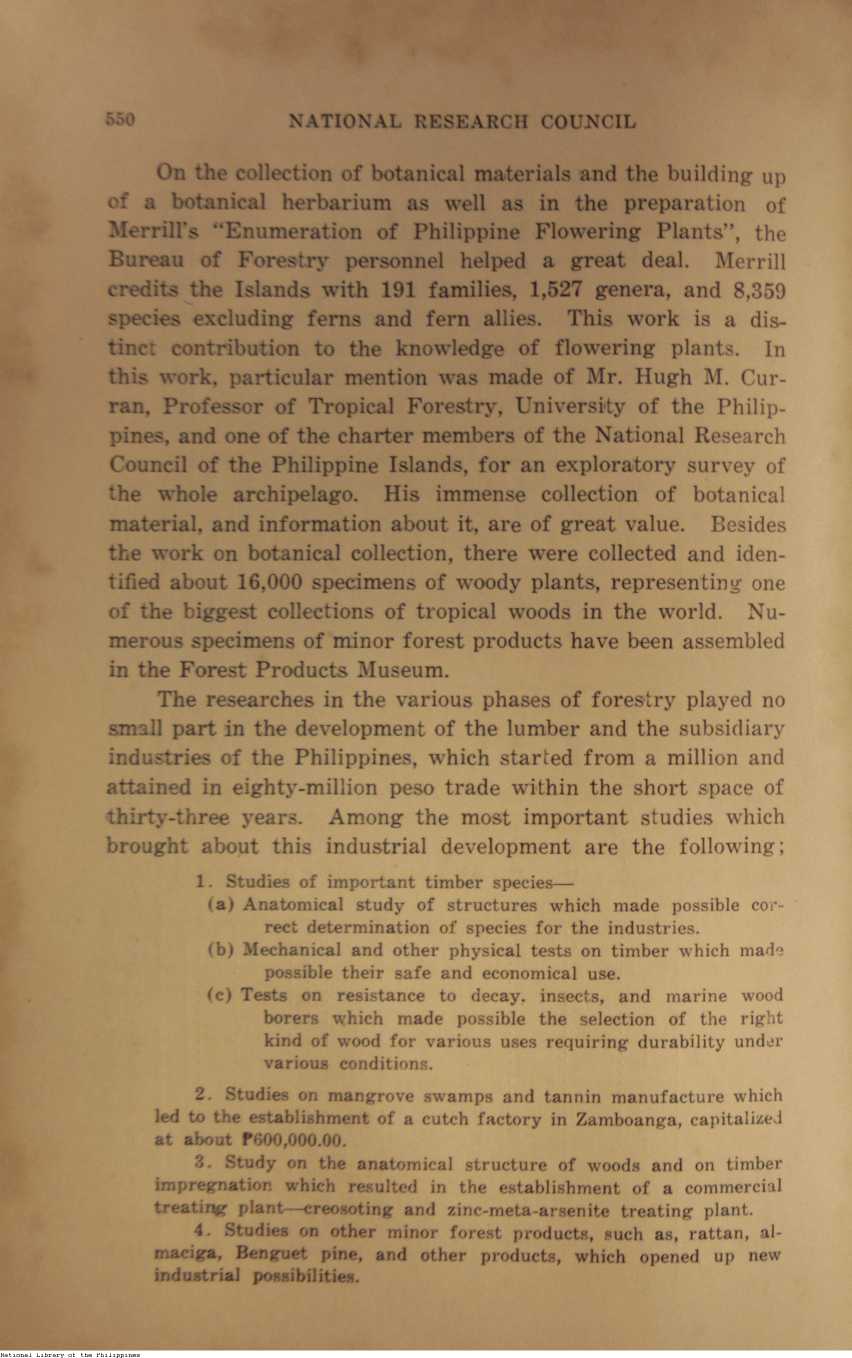 550 NATIONAL RESEARCH COUNCIL
On the collection of botanical materials and the building up
of a botanical herbarium as well as in the preparation of
Merrill's "Enumeration of Philippine Flowering Plants", the
Bureau of Forestry personnel helped a great deal. Merrill
credits the Islands with 191 families, 1,527 genera, and 8,359
species excluding ferns and fern allies. This work is a dis-
tinct contribution to the knowledge of flowering plants. In
this work, particular mention was made of Mr. Hugh M. Cur-
ran, Professor of Tropical Forestry, University of the Philip-
pines, and one of the charter members of the National Research
Council of the Philippine Islands, for an exploratory survey of
the whole archipelago. His immense collection of botanical
material, and information about it, are of great value. Besides
the work on botanical collection, there were collected and iden-
tified about 16,000 specimens of woody plants, representing one
of the biggest collections of tropical woods in the world. Nu-
merous specimens of minor forest products have been assembled
in the Forest Products Museum.
The researches in the various phases of forestry played no
small part in the development of the lumber and the subsidiary
industries of the Philippines, which started from a million and
attained in eighty-million peso trade within the short space of
thirty-three years. Among the most important studies which
brought about this industrial development are the following;
1. Studies of important timber species—
(a) Anatomical study of structures which made possible cor-
rect determination of species for the industries.
(b) Mechanical and other physical tests on timber which made
possible their safe and economical use.
(c) Tests on resistance to decay, insects, and marine wood
borers which made possible the selection of the right
kind of wood for various uses requiring durability under
various conditions.
2. Studies on mangrove swamps and tannin manufacture which
led to the establishment of a cutch factory in Zamboanga, capitalized
at about ₱600,000.00.
3. Study on the anatomical structure of woods and on timber
impregnation which resulted in the establishment of a commercial
treating plant—creosoting and zinc-meta-arsenite treating plant.
4. Studies on other minor forest products, such as, rattan, al-
maciga, Benguet pine, and other products, which opened up new
industrial possibilities.
National Library of the Philippines